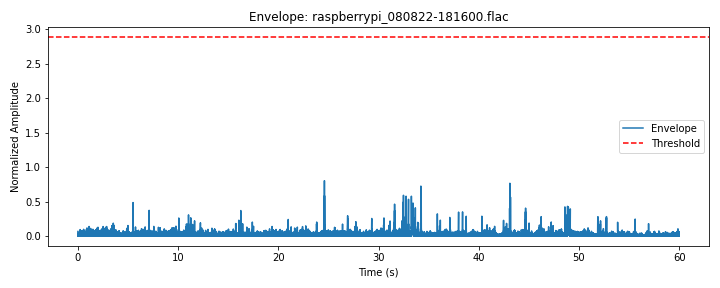 Envelope: raspberrypi_080822-181600.flac
Normalized Amplitude
3.0
2.5
2.0
1.5
1.0
0.5
0.0
Envelope
Threshold
0 10 20 30 40 50 60
Time (s)